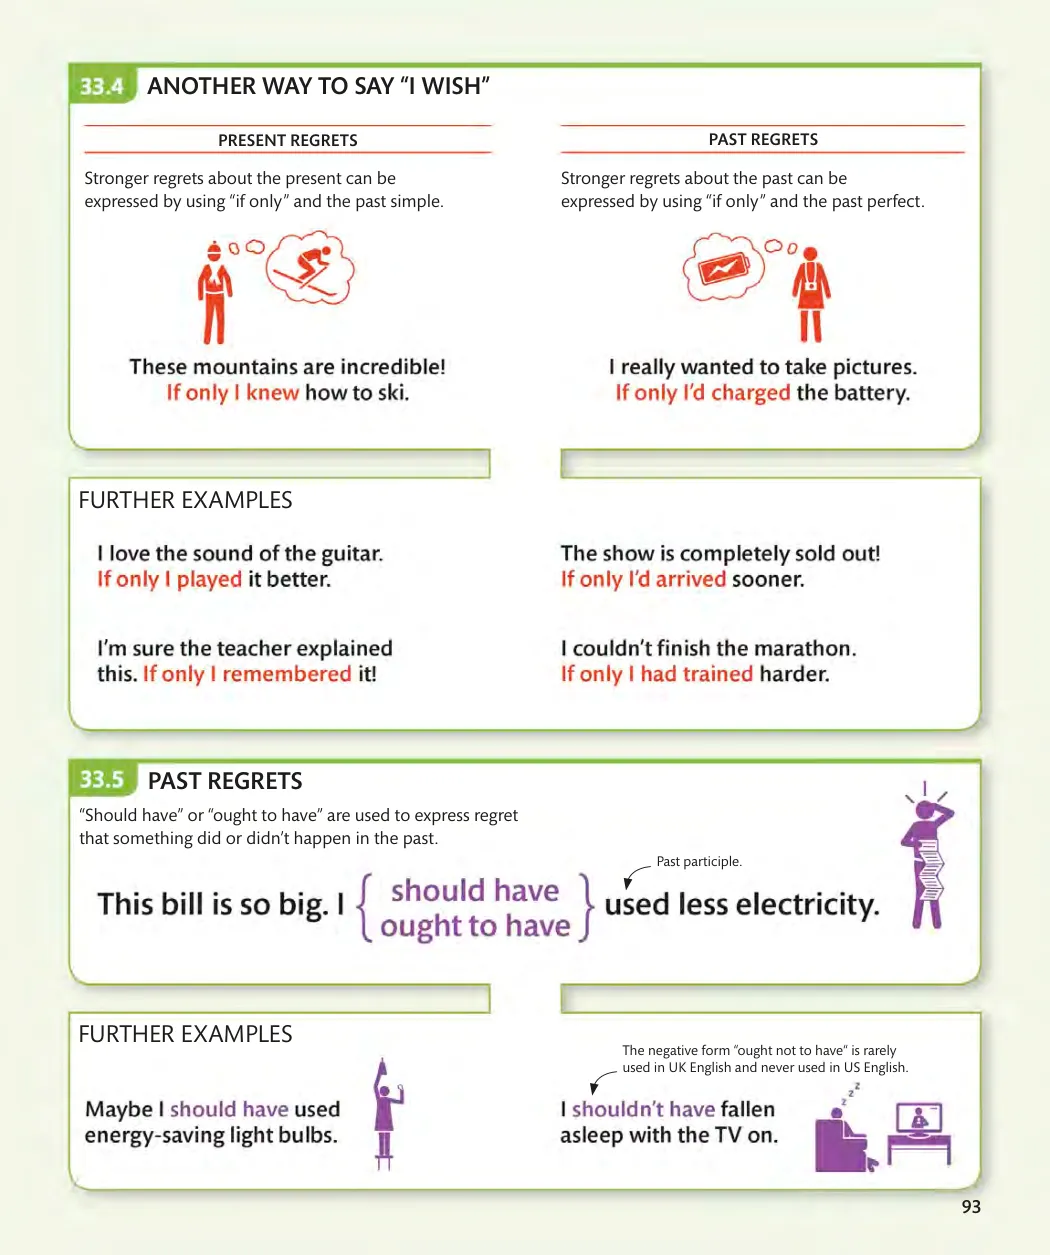 33.4 ANOTHER WAY TO SAY “I WISH”
PRESENT REGRETS
Stronger regrets about the present can be
expressed by using “if only” and the past simple.
These mountains are incredible!
If only I knew how to ski.
PAST REGRETS
Stronger regrets about the past can be
expressed by using “if only” and the past perfect.
I really wanted to take pictures.
If only I’d charged the battery.
FURTHER EXAMPLES
I love the sound of the guitar.
If only I played it better.
The show is completely sold out!
If only I’d arrived sooner.
I’m sure the teacher explained
this. If only I remembered it!
I couldn’t finish the marathon.
If only I had trained harder.
33.5 PAST REGRETS
“Should have” or “ought to have” are used to express regret
that something did or didn’t happen in the past.
Past participle.
This bill is so big. I { should have
ought to have } used less electricity.
FURTHER EXAMPLES
Maybe I should have used
energy-saving light bulbs.
The negative form “ought not to have“ is rarely
used in UK English and never used in US English.
I shouldn’t have fallen
asleep with the TV on.
z z z
93